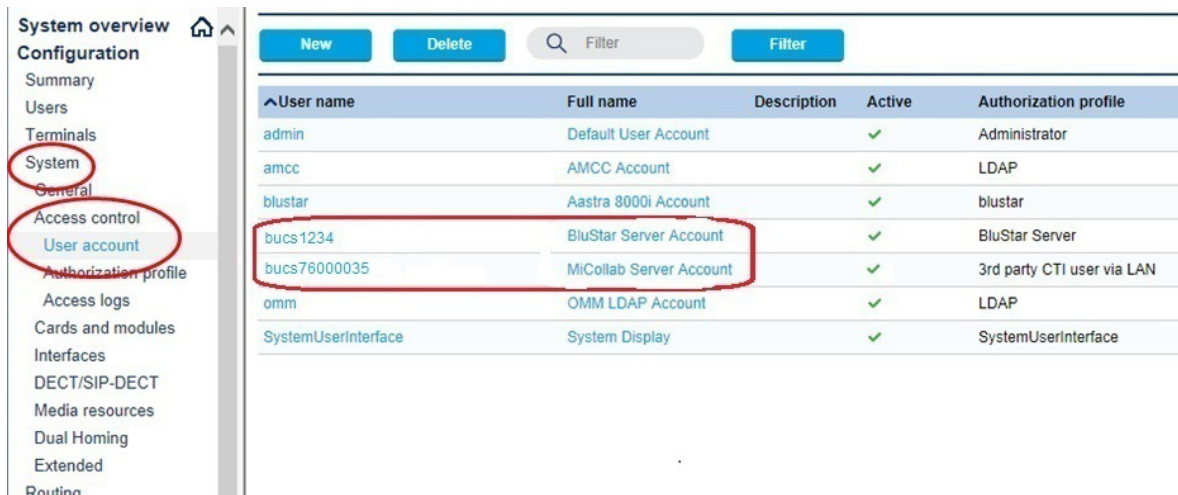 System overview
Configuration
Summary
Users
Terminals
System
General
Access control
User account
Authorization profile
Access logs
Cards and modules
Interfaces
DECT/SIP-DECT
Media resources
Dual Homing
Extended
Routing
New Delete Filter Filter
User name Full name Description Active Authorization profile
admin Default User Account Administrator
amcc AMCC Account LDAP
blustar Aastra 8000i Account blustar
bucs1234 BluStar Server Account BluStar Server
bucs76000035 MiCollab Server Account 3rd party CTI user via LAN
omm OMM LDAP Account LDAP
SystemUserInterface System Display SystemUserInterface